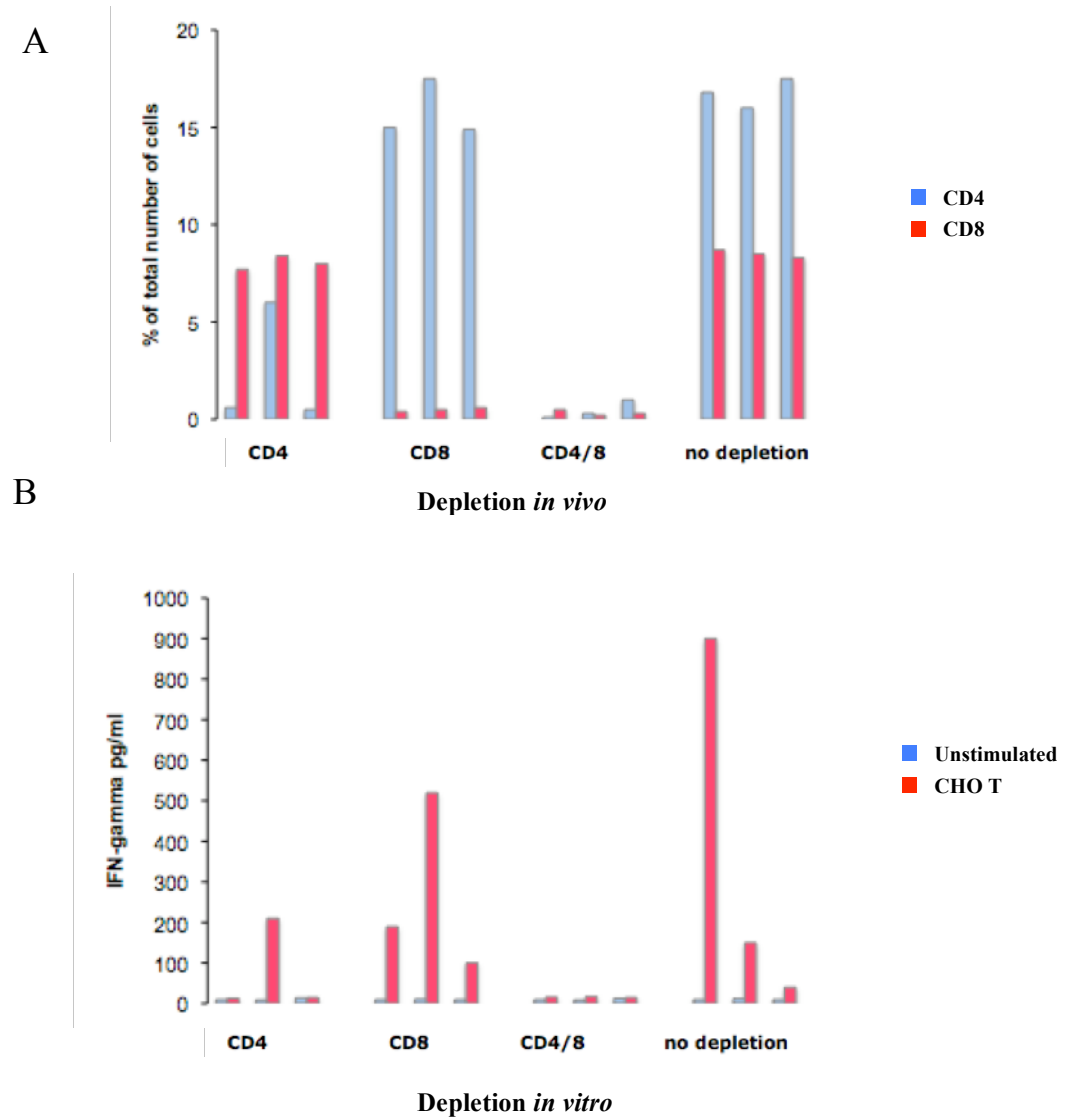 A
20
15
10
5
0
% of total number of cells
CD4
CD8
CD4/8
no depletion
Depletion in vivo
CD4
CD8
B
1000
900
800
700
600
500
400
300
200
100
0
IFN-gamma pg/ml
CD4
CD8
CD4/8
no depletion
Depletion in vitro
Unstimulated
CHO T